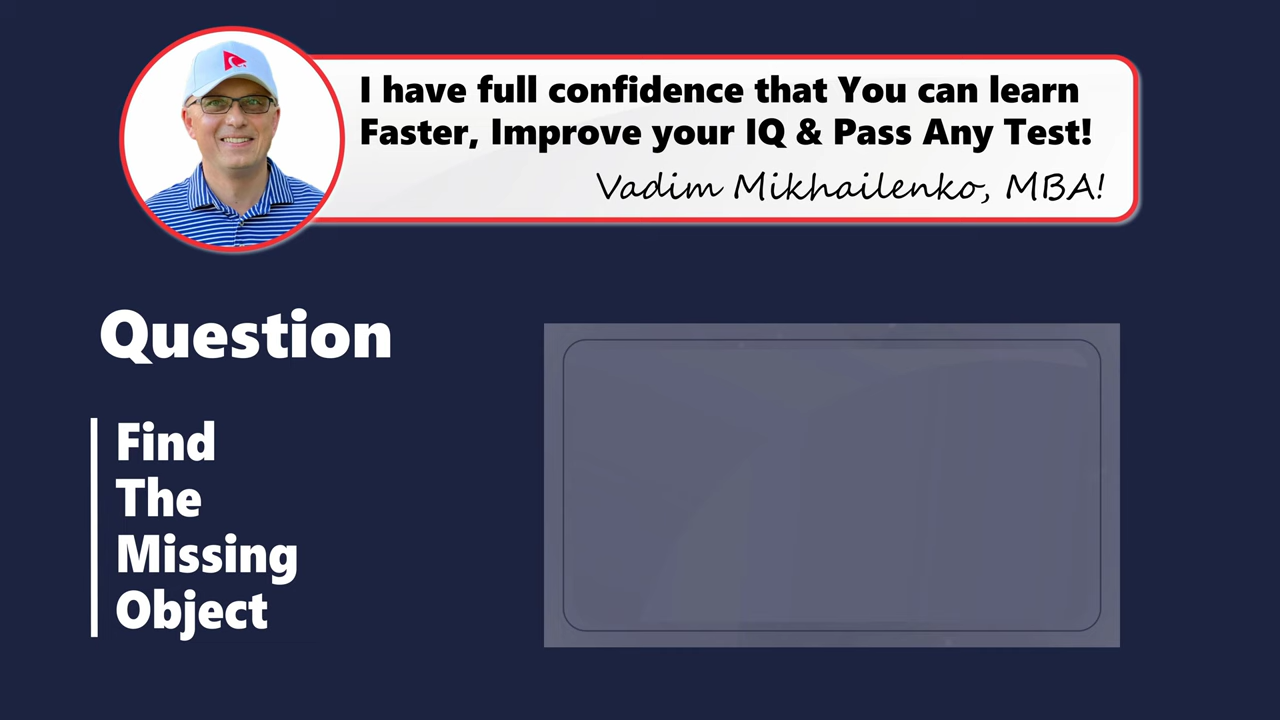 I have full confidence that You can learn
Faster, Improve your IQ & Pass Any Test!
Vadim Mikhailenko, MBA!
Question
Find
The
Missing
Object